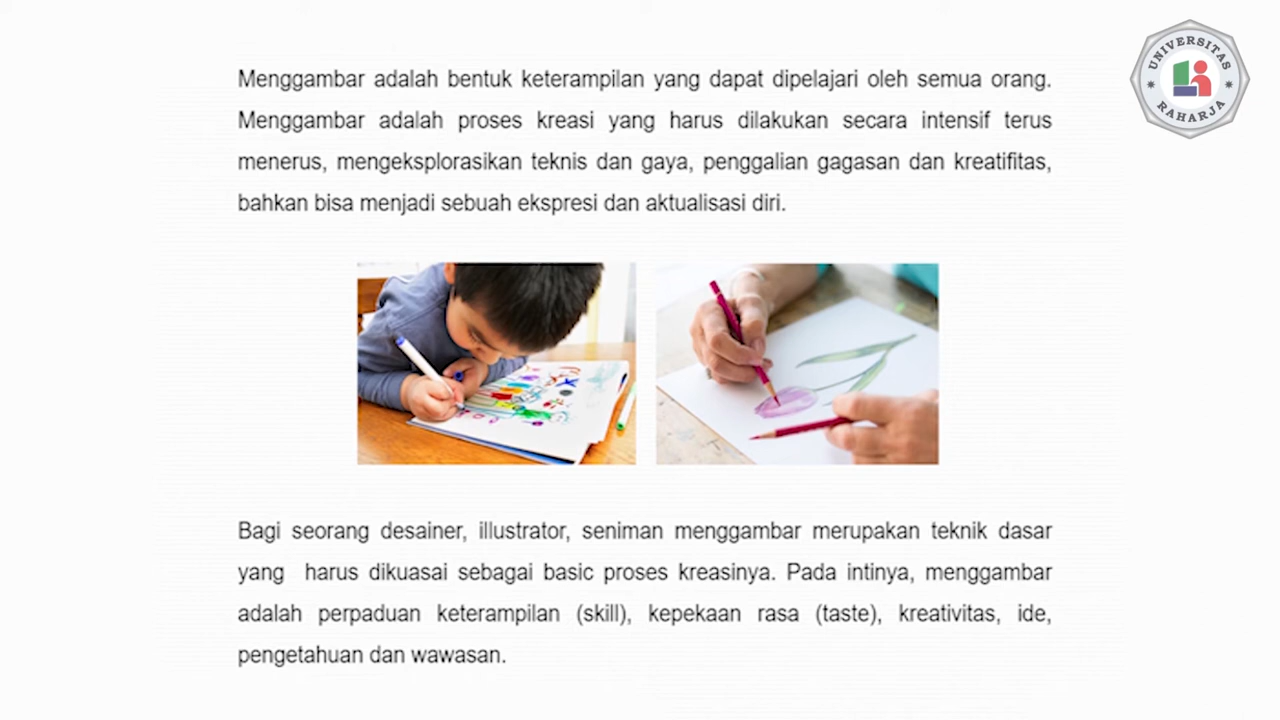 UNIVERSITAS
RAHARJA
Menggambar adalah bentuk keterampilan yang dapat dipelajari oleh semua orang.
Menggambar adalah proses kreasi yang harus dilakukan secara intensif terus
menerus, mengeksplorasikan teknis dan gaya, penggalian gagasan dan kreatifitas,
bahkan bisa menjadi sebuah ekspresi dan aktualisasi diri.
Bagi seorang desainer, illustrator, seniman menggambar merupakan teknik dasar
yang harus dikuasai sebagai basic proses kreasinya. Pada intinya, menggambar
adalah perpaduan keterampilan (skill), kepekaan rasa (taste), kreativitas, ide,
pengetahuan dan wawasan.